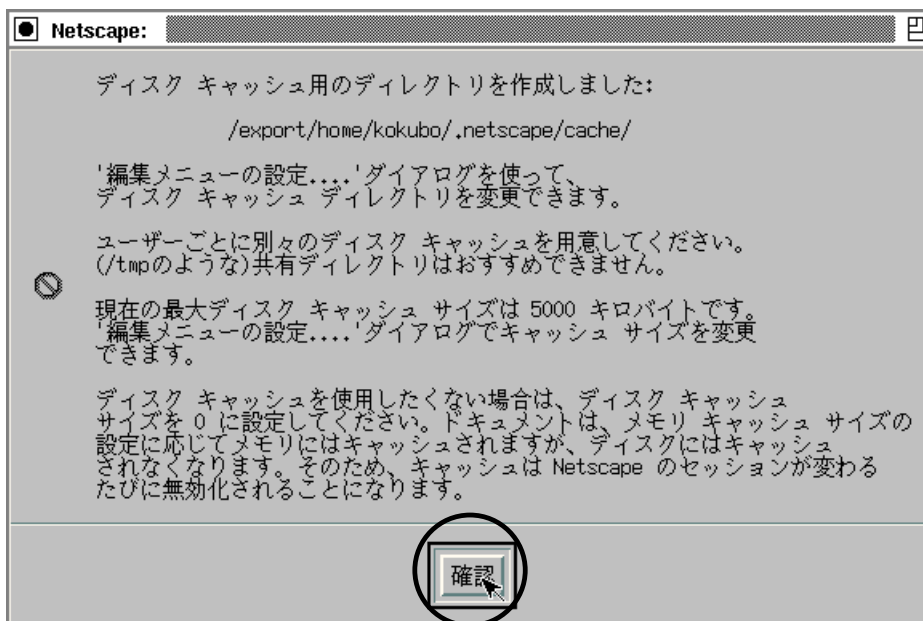 Netscape:
ディスク キャッシュ用のディレクトリを作成しました:
/export/home/kokubo/.netscape/cache/
'編集メニューの設定....'ダイアログを使って、
ディスク キャッシュ ディレクトリを変更できます。
ユーザーごとに別々のディスク キャッシュを用意してください。
(/tmpのような)共有ディレクトリはおすすめできません。
現在の最大ディスク キャッシュ サイズは 5000 キロバイトです。
'編集メニューの設定....'ダイアログでキャッシュ サイズを変更
できます。
ディスク キャッシュを使用したくない場合は、ディスク キャッシュ
サイズを 0 に設定してください。ドキュメントは、メモリ キャッシュ サイズの
設定に応じてメモリにはキャッシュされますが、ディスクにはキャッシュ
されなくなります。そのため、キャッシュは Netscape のセッションが変わる
たびに無効化されることになります。
確認